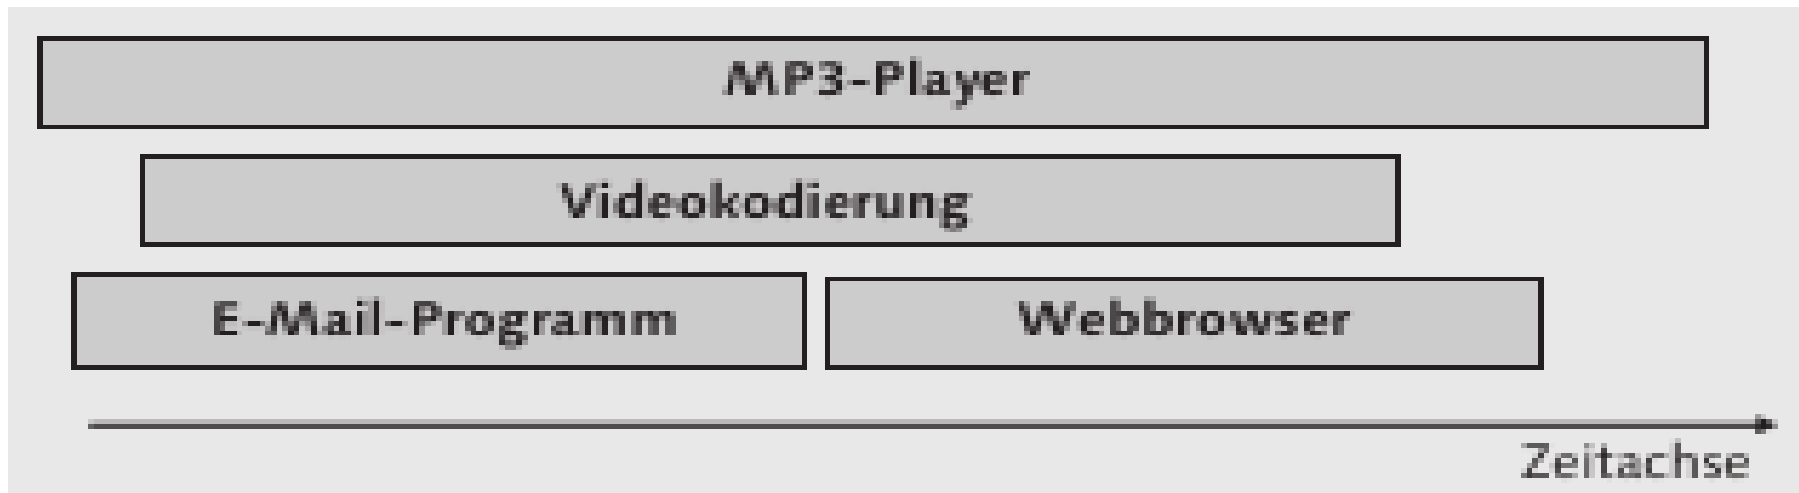 MP3-Player
Videokodierung
E-Mail-Programm Webbrowser
Zeitachse